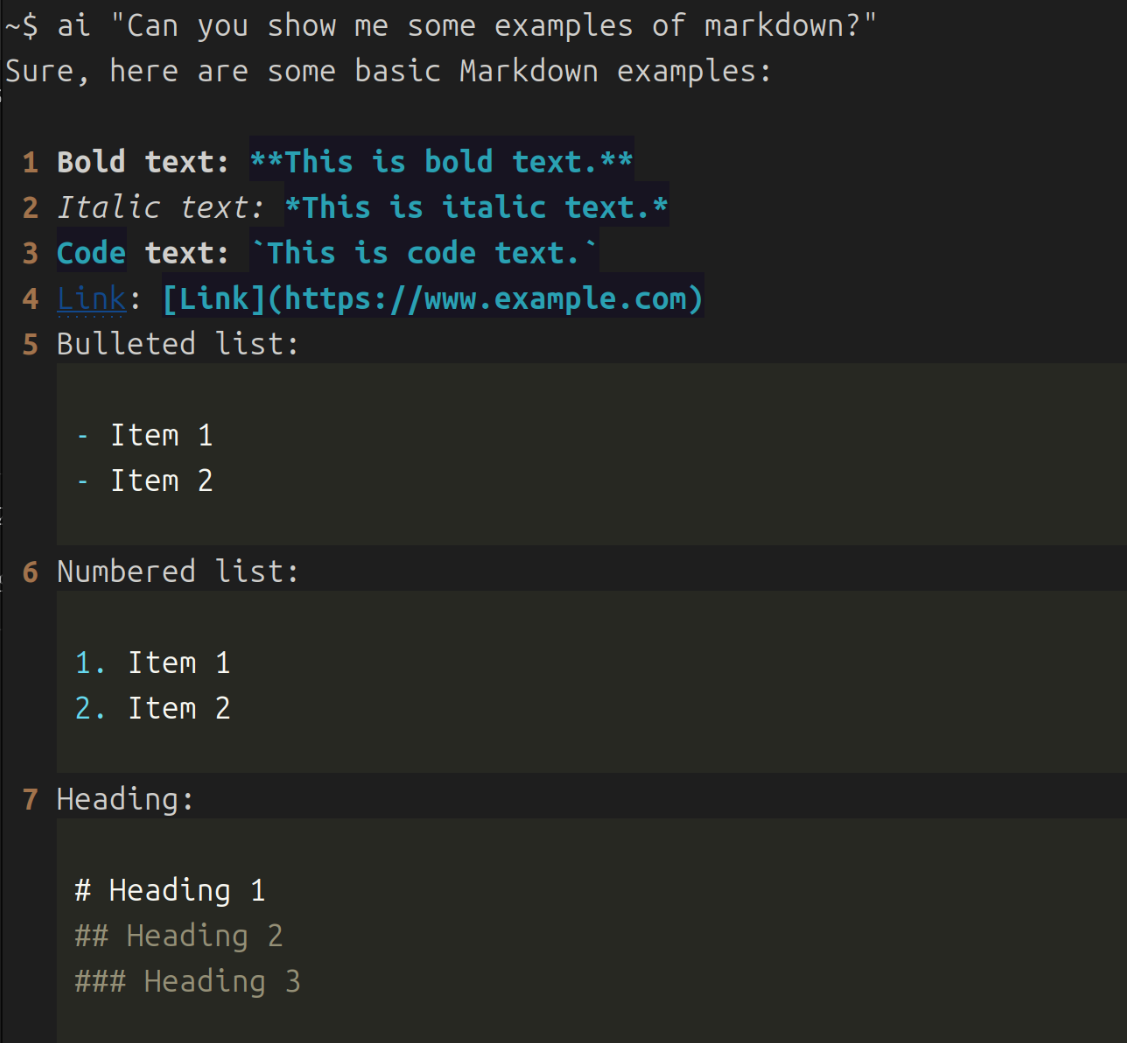 ~$ ai "Can you show me some examples of markdown?"
Sure, here are some basic Markdown examples:
1 Bold text: **This is bold text.**
2 Italic text: *This is italic text.*
3 Code text: `This is code text.`
4 Link: [Link](https://www.example.com)
5 Bulleted list:
- Item 1
- Item 2
6 Numbered list:
1. Item 1
2. Item 2
7 Heading:
# Heading 1
## Heading 2
### Heading 3